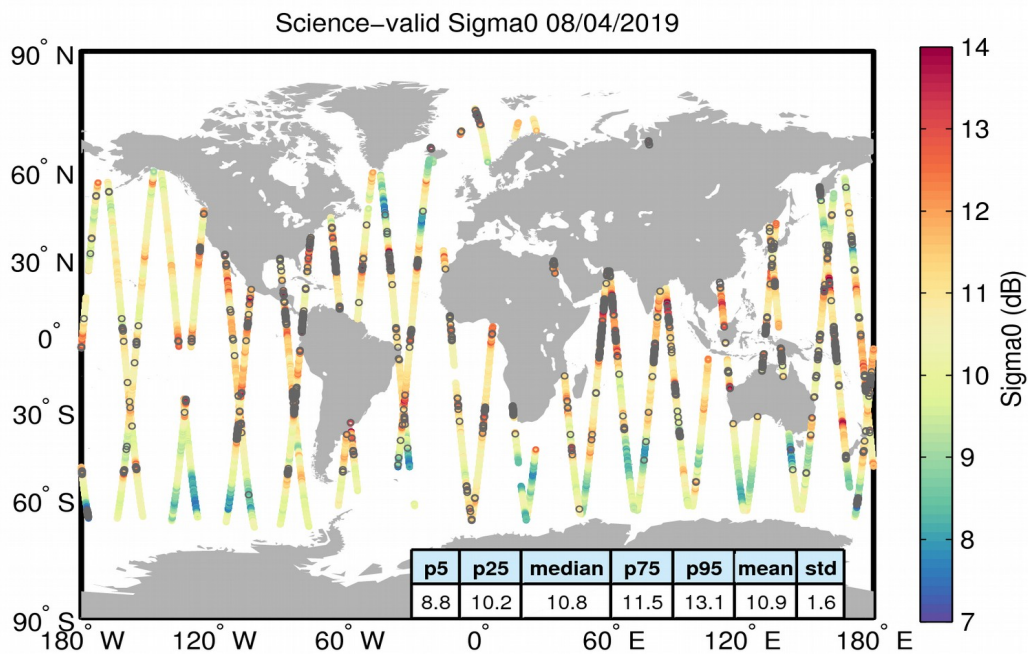 Science−valid Sigma0 08/04/2019
90° N
60° N
30° N
0°
30° S
60° S
90° S
180° W
120° W
60° W
0°
60° E
120° E
180° E
p5 p25 median p75 p95 mean std
8.8 10.2 10.8 11.5 13.1 10.9 1.6
14
13
12
11
10
9
8
7
Sigma0 (dB)